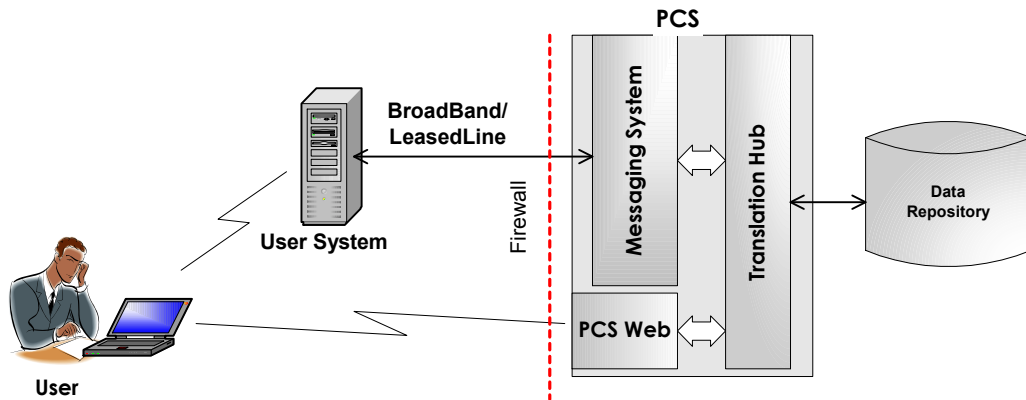 PCS
BroadBand/
LeasedLine
User System
Firewall
Messaging System
Translation Hub
Data
Repository
PCS Web
User